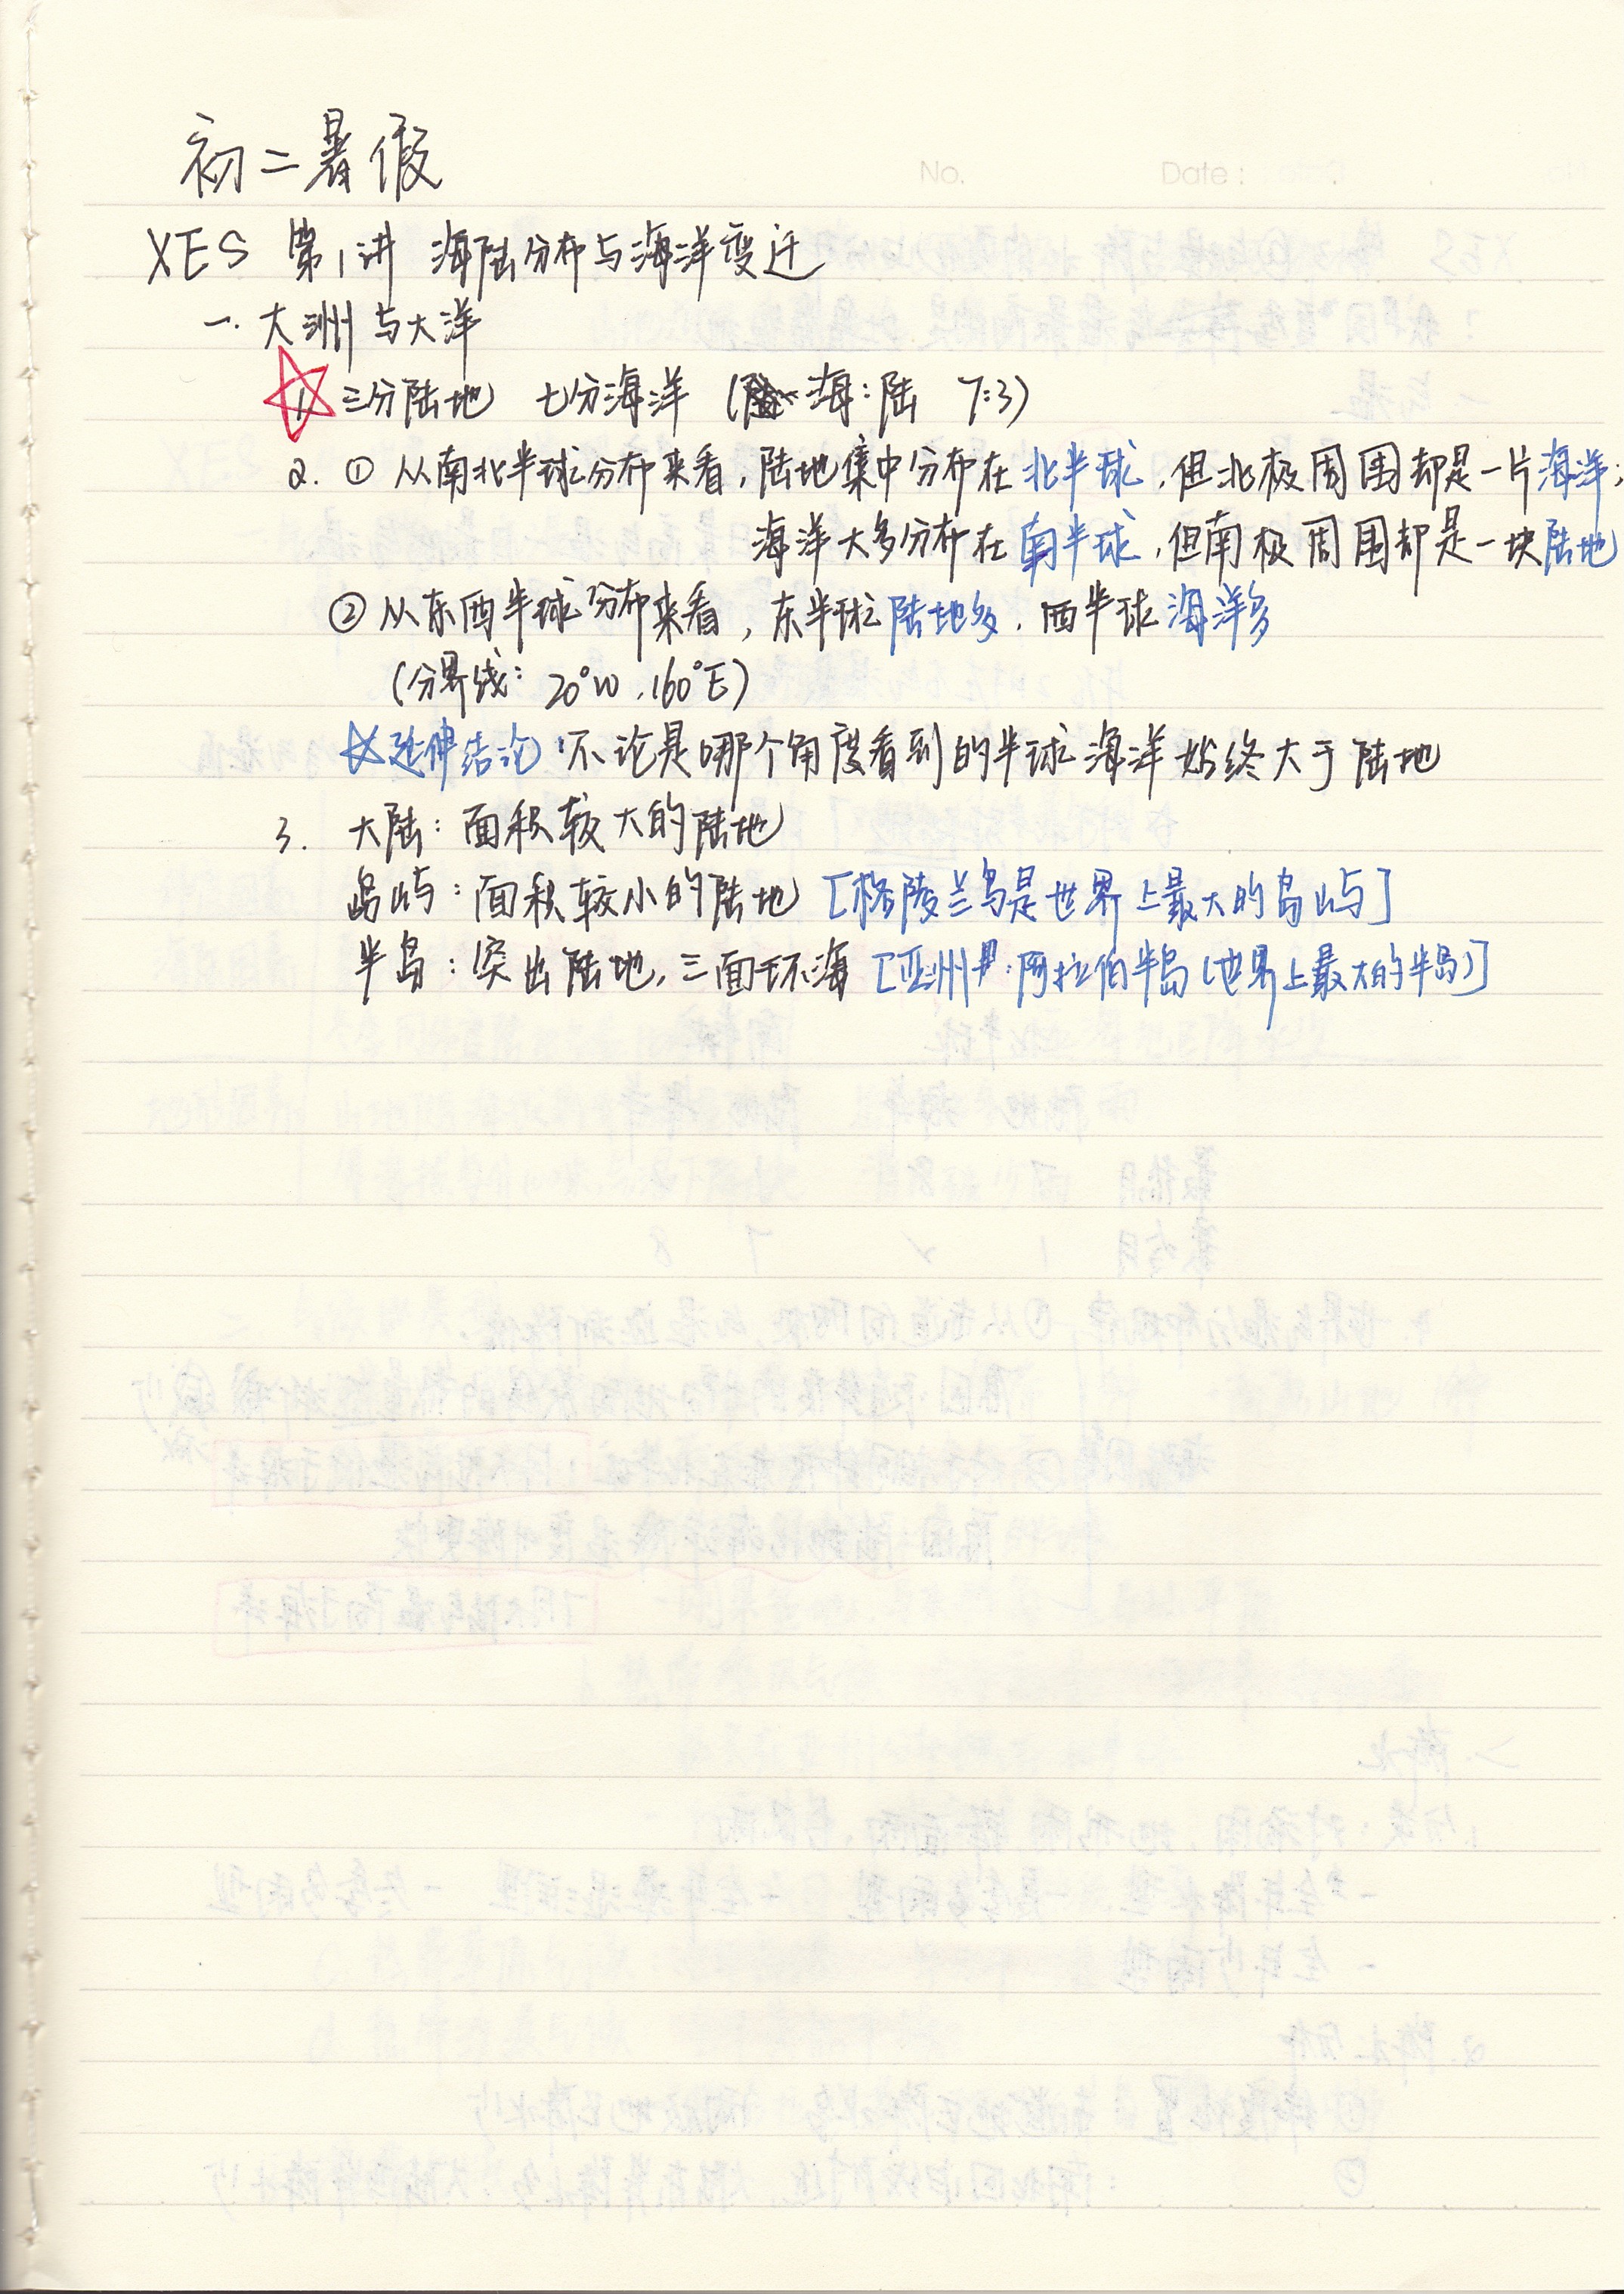 No. Date:
初二暑假
XES 第1讲 海陆分布与海洋变迁
一.大洲与大洋
1 三分陆地 七分海洋 (海:陆 7:3)
2. ① 从南北半球分布来看,陆地集中分布在北半球,但北极周围却是一片海洋;
海洋大多分布在南半球,但南极周围却是一块陆地
② 从东西半球分布来看,东半球陆地多.西半球海洋多
(分界线: 20°W,160°E)
☆延伸结论:不论是哪个角度看到的半球海洋始终大于陆地
3. 大陆:面积较大的陆地
岛屿:面积较小的陆地[格陵兰岛是世界上最大的岛屿]
半岛:突出陆地,三面环海[亚洲:阿拉伯半岛(世界上最大的半岛)]